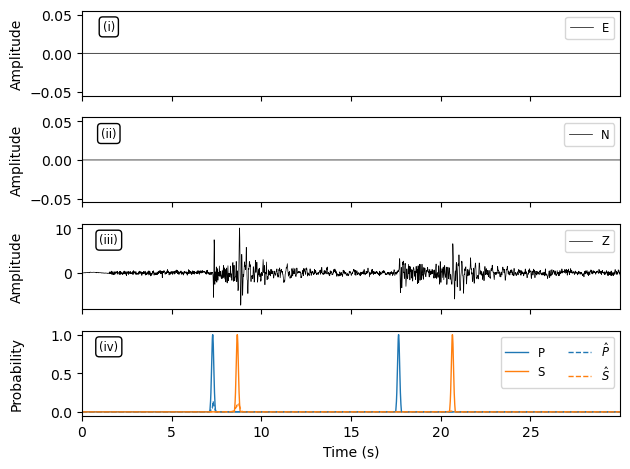 0.05
(i)
E
Amplitude
0.00
−0.05
0.05
(ii)
N
Amplitude
0.00
−0.05
10
(iii)
Z
Amplitude
0
1.0
(iv)
P
P̂
S
Ŝ
Probability
0.5
0.0
0 5 10 15 20 25
Time (s)